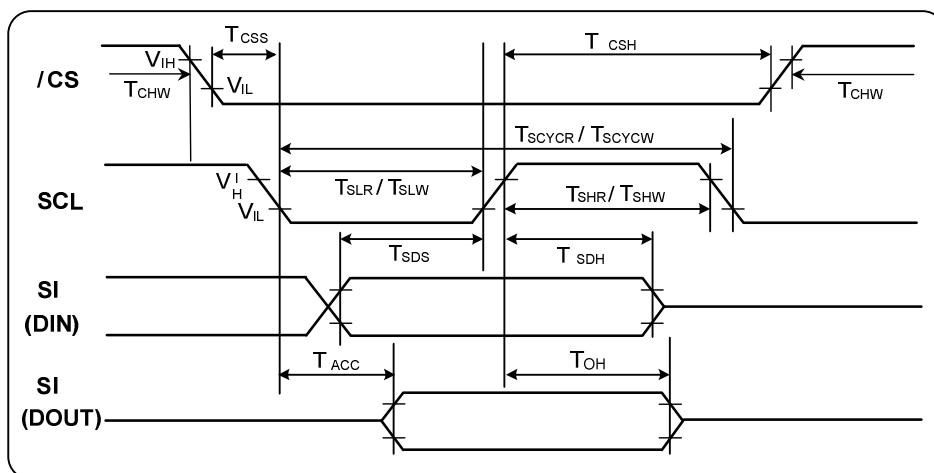 TCSS
T CSH
VIH
/CS
TCHW
VIL
TCHW
TSCYCR / TSCYCW
VIH
SCL
TSLR / TSLW
TSHR / TSHW
VIL
TSDS
T SDH
SI
(DIN)
T ACC
TOH
SI
(DOUT)